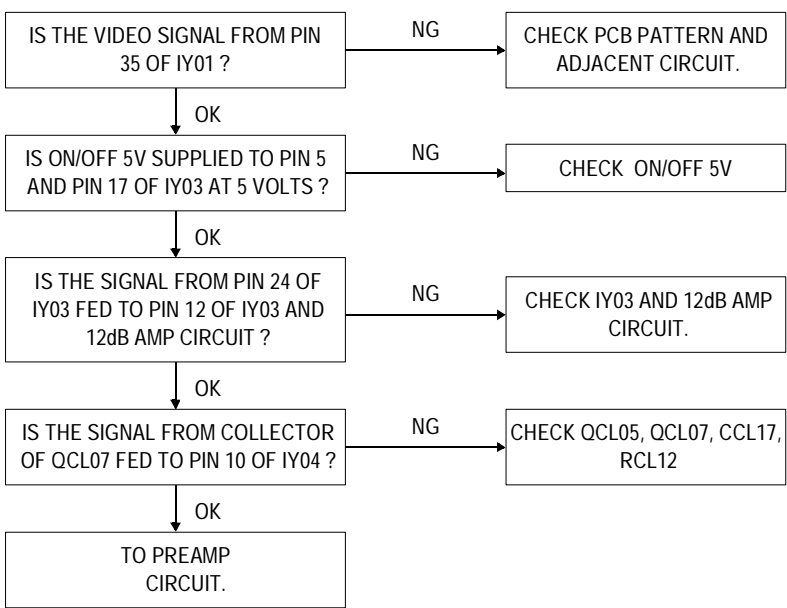 IS THE VIDEO SIGNAL FROM PIN
35 OF IY01 ?
NG
CHECK PCB PATTERN AND
ADJACENT CIRCUIT.
OK
IS ON/OFF 5V SUPPLIED TO PIN 5
AND PIN 17 OF IY03 AT 5 VOLTS ?
NG
CHECK ON/OFF 5V
OK
IS THE SIGNAL FROM PIN 24 OF
IY03 FED TO PIN 12 OF IY03 AND
12dB AMP CIRCUIT ?
NG
CHECK IY03 AND 12dB AMP
CIRCUIT.
OK
IS THE SIGNAL FROM COLLECTOR
OF QCL07 FED TO PIN 10 OF IY04 ?
NG
CHECK QCL05, QCL07, CCL17,
RCL12
OK
TO PREAMP
CIRCUIT.